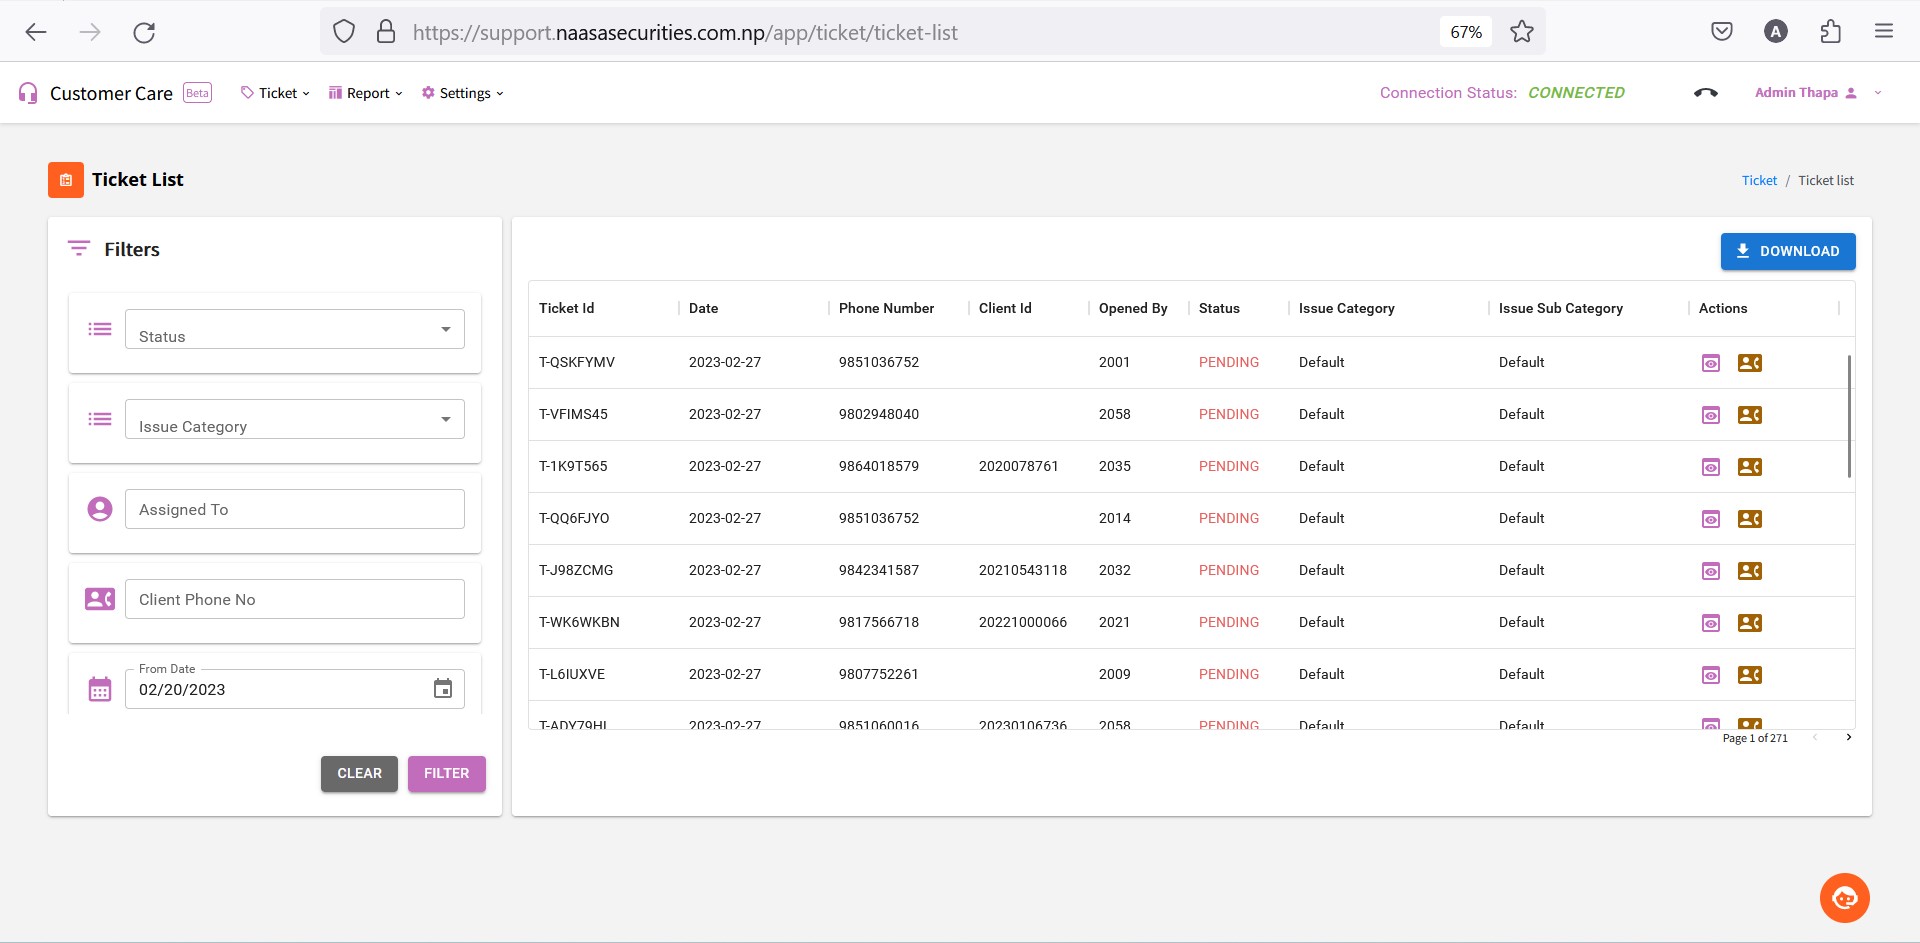 https://support.naasasecurities.com.np/app/ticket/ticket-list
67%
A
Customer Care Beta Ticket Report Settings
Connection Status: CONNECTED
Admin Thapa
Ticket List
Ticket / Ticket list
Filters
Status
Issue Category
Assigned To
Client Phone No
From Date
02/20/2023
CLEAR FILTER
DOWNLOAD
Ticket Id Date Phone Number Client Id Opened By Status Issue Category Issue Sub Category Actions
T-QSKFYMV 2023-02-27 9851036752 2001 PENDING Default Default
T-VFIMS45 2023-02-27 9802948040 2058 PENDING Default Default
T-1K9T565 2023-02-27 9864018579 2020078761 2035 PENDING Default Default
T-QQ6FJYO 2023-02-27 9851036752 2014 PENDING Default Default
T-J98ZCMG 2023-02-27 9842341587 20210543118 2032 PENDING Default Default
T-WK6WKBN 2023-02-27 9817566718 20221000066 2021 PENDING Default Default
T-L6IUXVE 2023-02-27 9807752261 2009 PENDING Default Default
T-ADY79HL 2023-02-27 9851060016 20230106736 2058 PENDING Default Default
Page 1 of 271